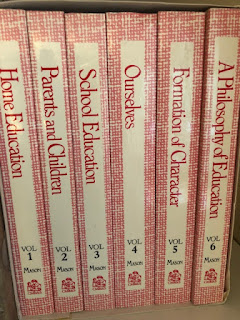 Home Education
VOL
1
MASON
Parents and Children
VOL
2
MASON
School Education
VOL
3
MASON
Ourselves
VOL
4
MASON
Formation of Character
VOL
5
MASON
A Philosophy of Education
VOL
6
MASON